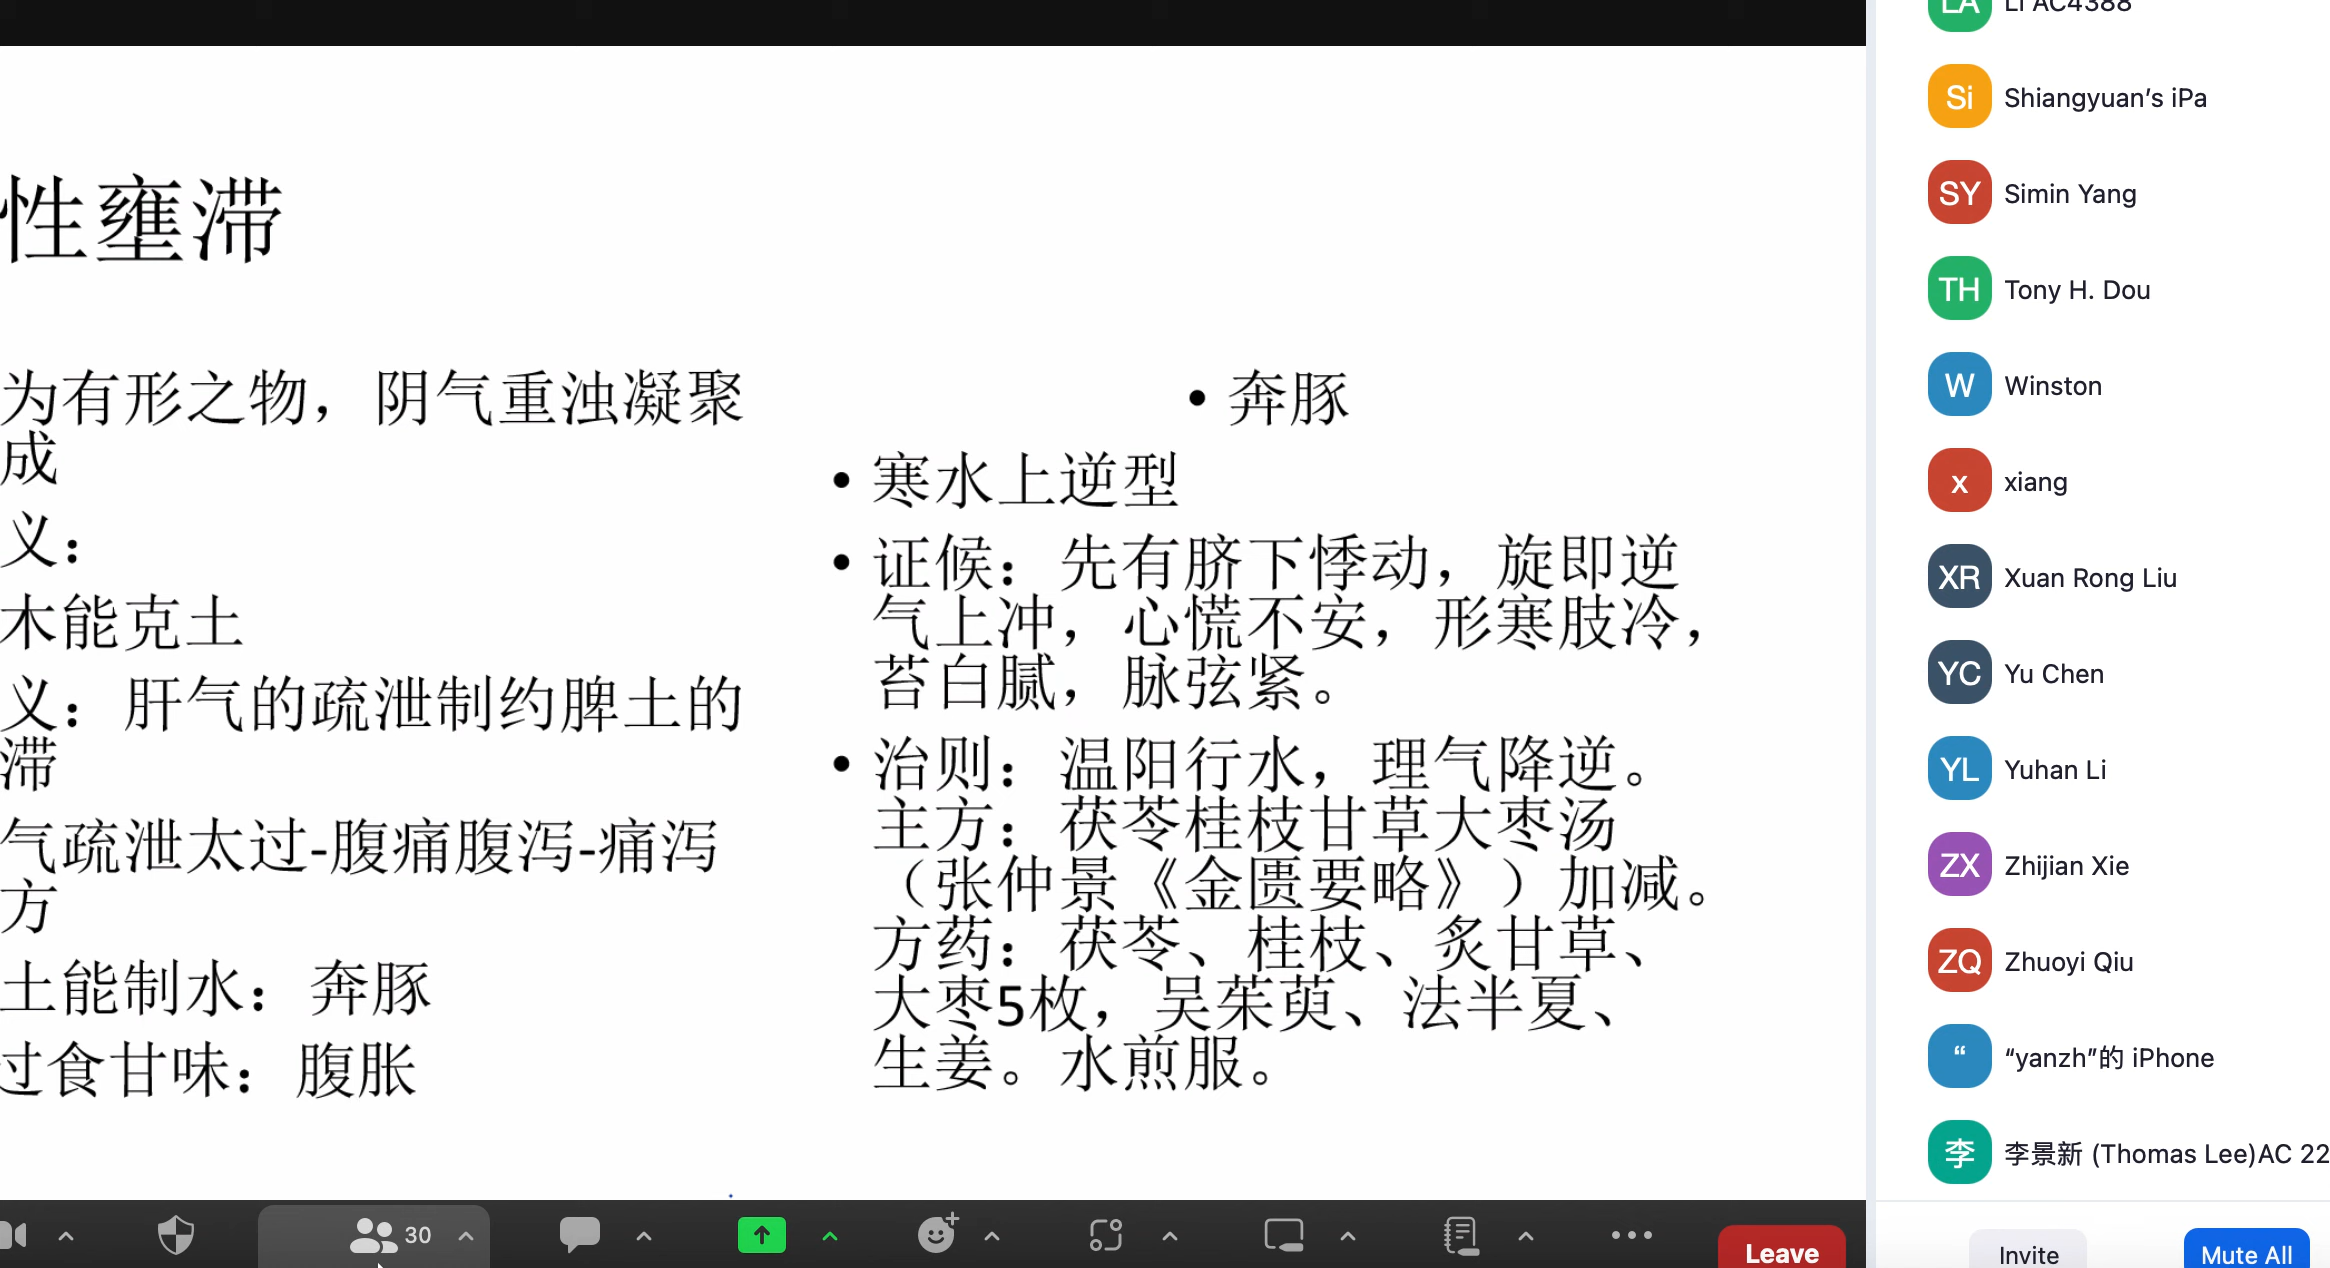 性壅滞
为有形之物，阴气重浊凝聚
成
义：
木能克土
义：肝气的疏泄制约脾土的
滞
气疏泄太过-腹痛腹泻-痛泻
方
土能制水：奔豚
过食甘味：腹胀
• 奔豚
• 寒水上逆型
• 证候：先有脐下悸动，旋即逆
气上冲，心慌不安，形寒肢冷，
苔白腻，脉弦紧。
• 治则：温阳行水，理气降逆。
主方：茯苓桂枝甘草大枣汤
（张仲景《金匮要略》）加减。
方药：茯苓、桂枝、炙甘草、
大枣5枚，吴茱萸、法半夏、
生姜。水煎服。
LA Li AC4388
Si Shiangyuan’s iPa
SY Simin Yang
TH Tony H. Dou
W Winston
x xiang
XR Xuan Rong Liu
YC Yu Chen
YL Yuhan Li
ZX Zhijian Xie
ZQ Zhuoyi Qiu
“ “yanzh”的 iPhone
李 李景新 (Thomas Lee)AC 22
30
Leave
Invite
Mute All